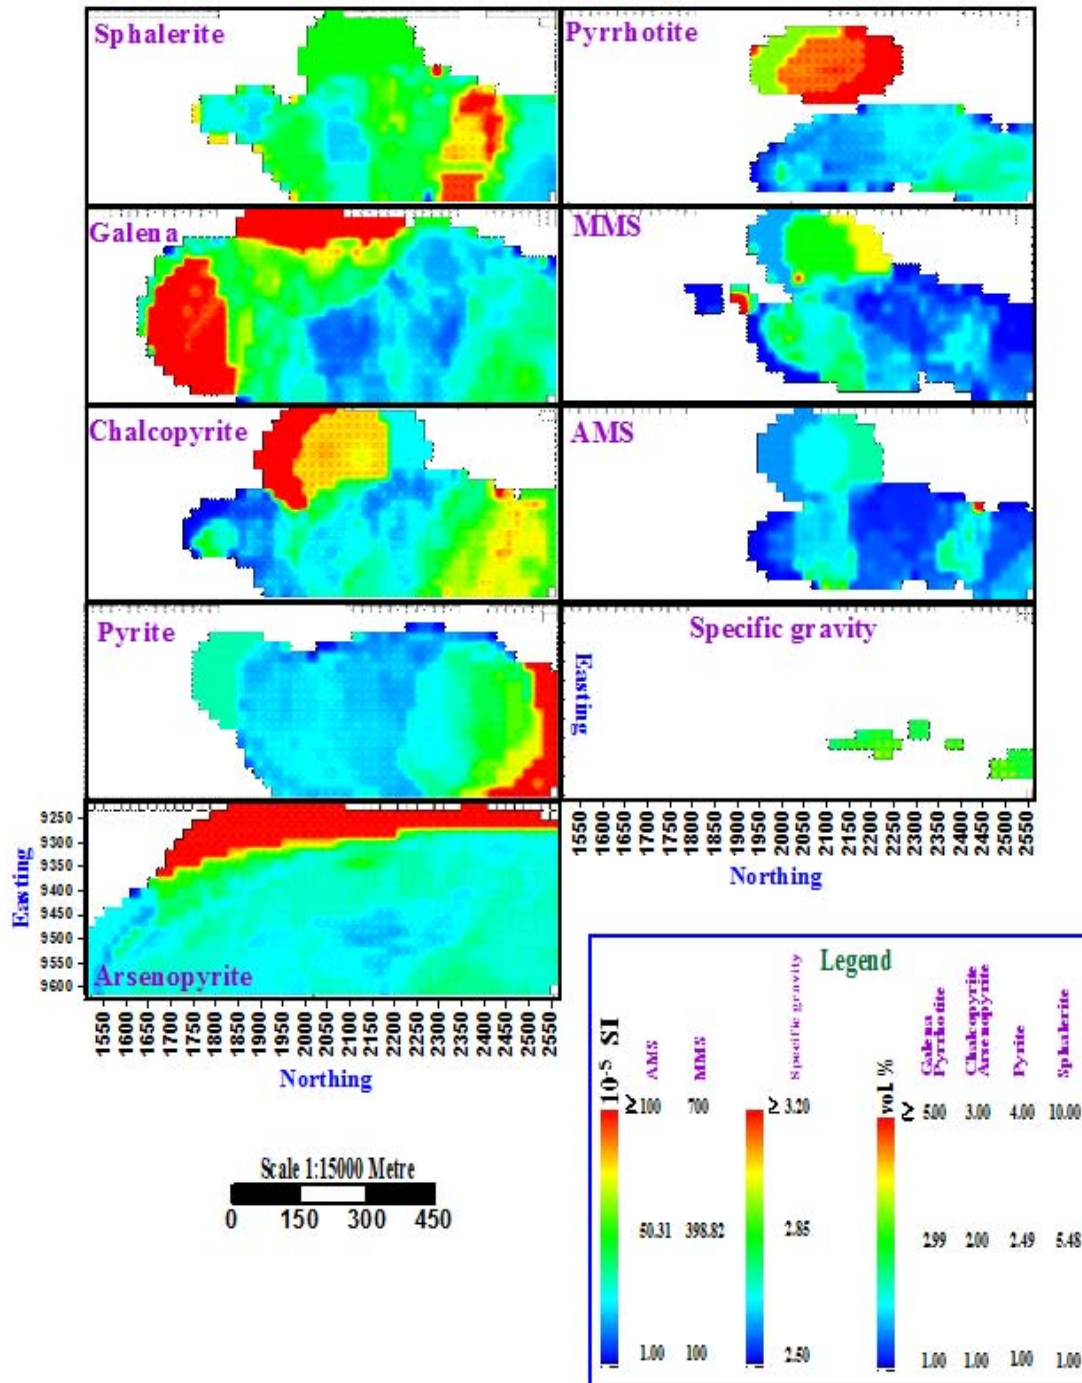 Sphalerite
Pyrrhotite
Galena
MMS
Chalcopyrite
AMS
Pyrite
Specific gravity
Easting
Arsenopyrite
9250
9300
9350
9400
9450
9500
9550
9600
Easting
1550
1600
1650
1700
1750
1800
1850
1900
1950
2000
2050
2100
2150
2200
2250
2300
2350
2400
2450
2500
2550
Northing
1550
1600
1650
1700
1750
1800
1850
1900
1950
2000
2050
2100
2150
2200
2250
2300
2350
2400
2450
2500
2550
Northing
Scale 1:15000 Metre
0 150 300 450
Legend
10⁻⁵ SI
AMS
MMS
Specific gravity
vol. %
Galena
Pyrrhotite
Chalcopyrite
Arsenopyrite
Pyrite
Sphalerite
≥ 100 700 ≥ 3.20 ≥ 5.00 3.00 4.00 10.00
50.31 398.82 2.85 2.99 2.00 2.49 5.48
1.00 100 2.50 1.00 1.00 1.00 1.00